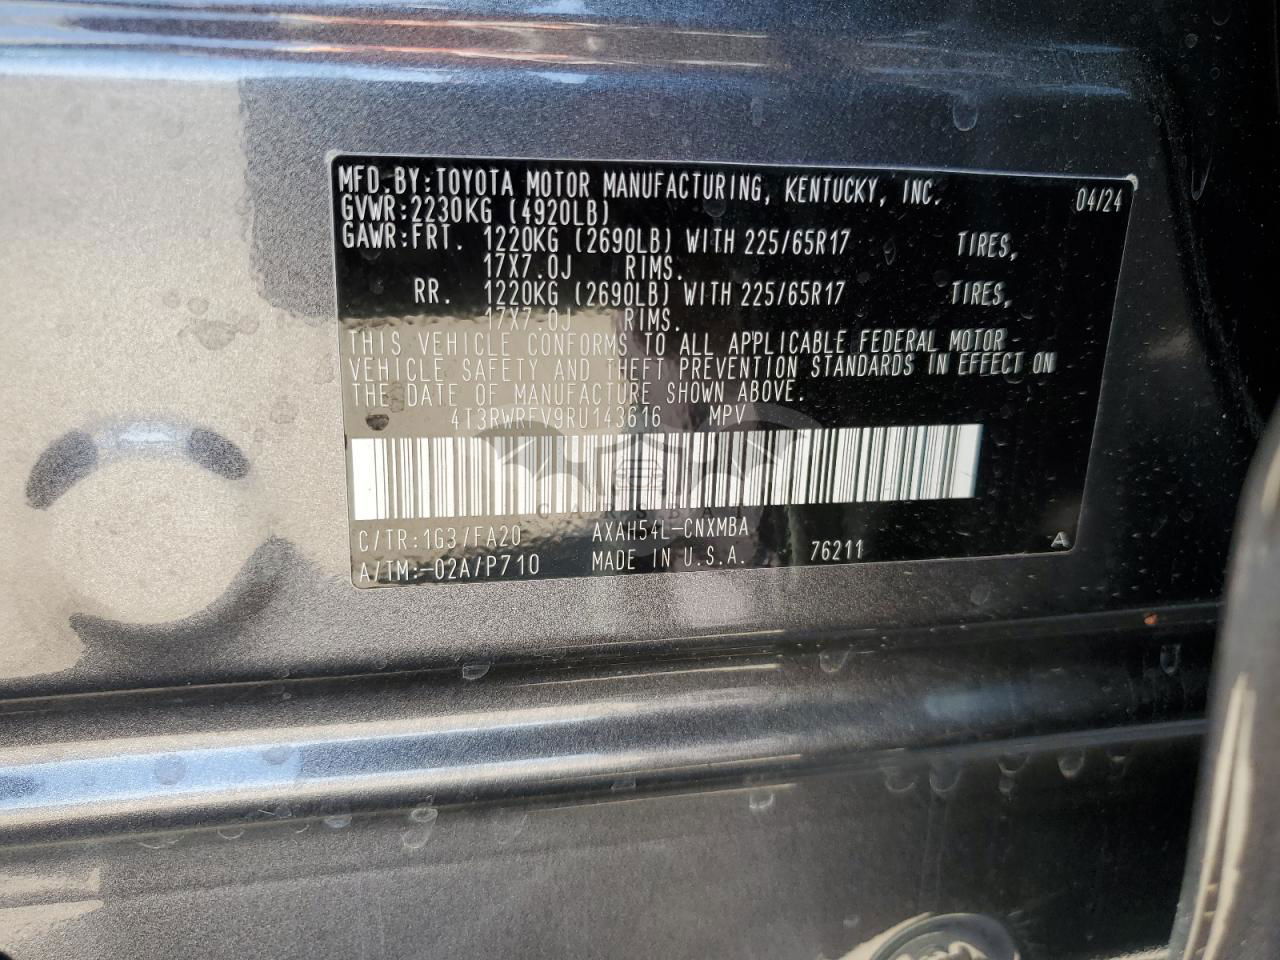 MFD.BY:TOYOTA MOTOR MANUFACTURING, KENTUCKY, INC. 04/24
GVWR:2230KG (4920LB)
GAWR:FRT. 1220KG (2690LB) WITH 225/65R17 TIRES,
17X7.0J RIMS.
RR. 1220KG (2690LB) WITH 225/65R17 TIRES,
17X7.0J RIMS.
THIS VEHICLE CONFORMS TO ALL APPLICABLE FEDERAL MOTOR
VEHICLE SAFETY AND THEFT PREVENTION STANDARDS IN EFFECT ON
THE DATE OF MANUFACTURE SHOWN ABOVE.
4T3RWRFV9RU143616 MPV
C/TR:1G3/FA20 AXAH54L-CNXMBA
A/TM:-02A/P710 MADE IN U.S.A. 76211 A